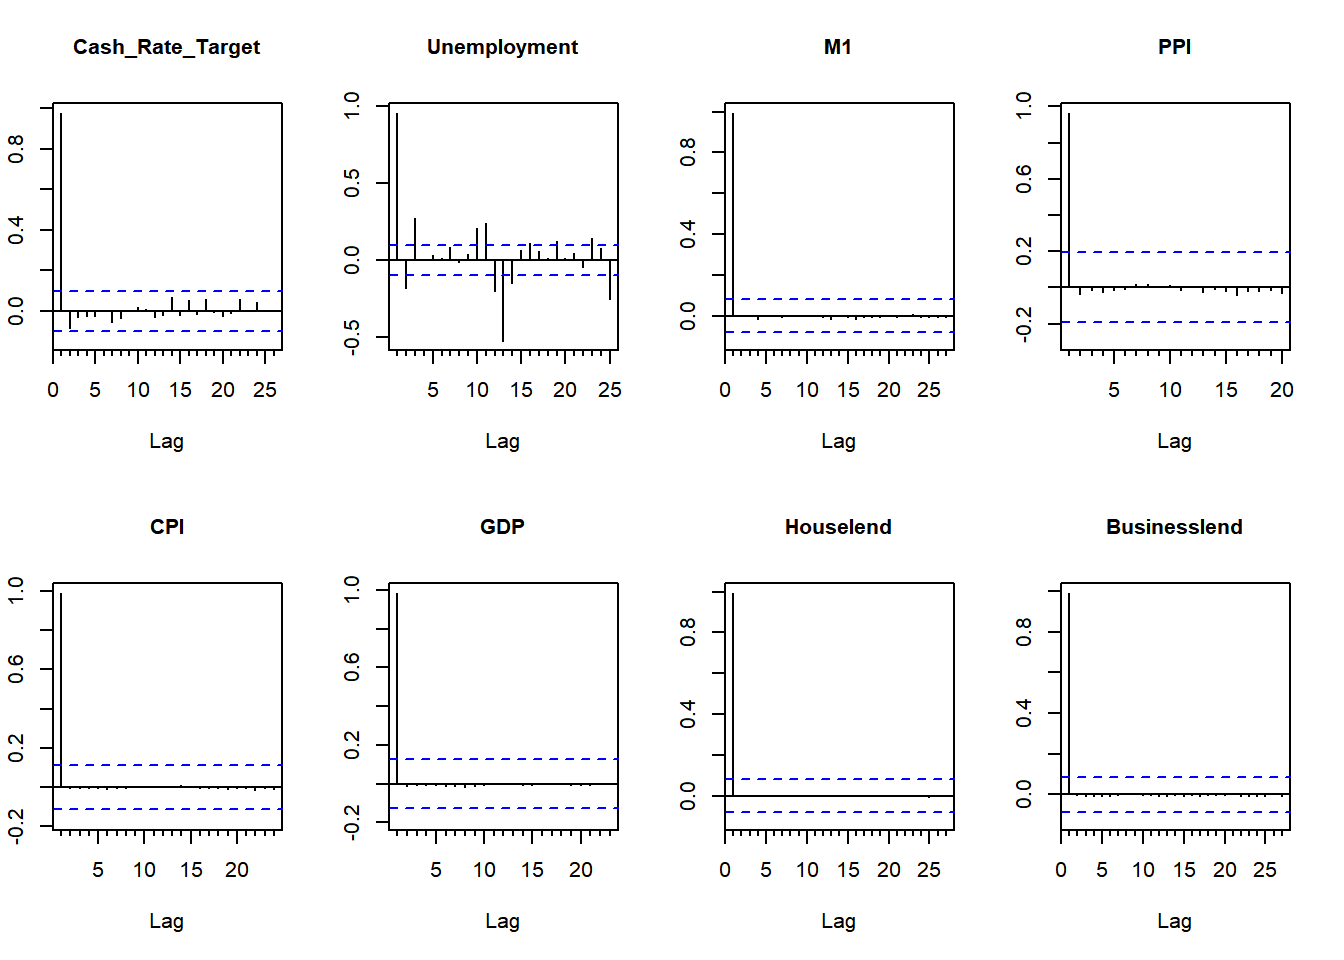 Cash_Rate_Target
Unemployment
M1
PPI
0.0 0.4 0.8
-0.5 0.0 0.5 1.0
0.0 0.4 0.8
-0.2 0.2 0.6 1.0
0 5 10 15 20 25
5 10 15 20 25
0 5 10 15 20 25
5 10 15 20
Lag
Lag
Lag
Lag
CPI
GDP
Houselend
Businesslend
-0.2 0.2 0.6 1.0
-0.2 0.2 0.6 1.0
0.0 0.4 0.8
0.0 0.4 0.8
5 10 15 20
5 10 15 20
0 5 10 15 20 25
0 5 10 15 20 25
Lag
Lag
Lag
Lag